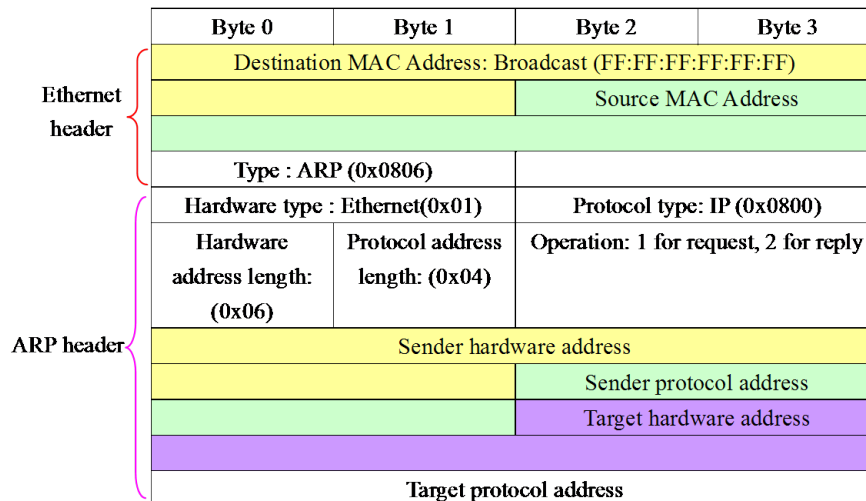 Byte 0 Byte 1 Byte 2 Byte 3
Ethernet
header
Destination MAC Address: Broadcast (FF:FF:FF:FF:FF:FF)
Source MAC Address
Type : ARP (0x0806)
ARP header
Hardware type : Ethernet(0x01) Protocol type: IP (0x0800)
Hardware
address length:
(0x06)
Protocol address
length: (0x04)
Operation: 1 for request, 2 for reply
Sender hardware address
Sender protocol address
Target hardware address
Target protocol address